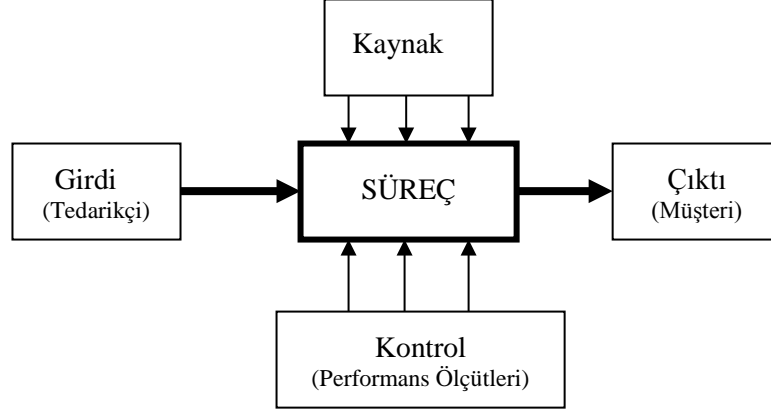 Kaynak
Girdi
(Tedarikçi)
SÜREÇ
Çıktı
(Müşteri)
Kontrol
(Performans Ölçütleri)